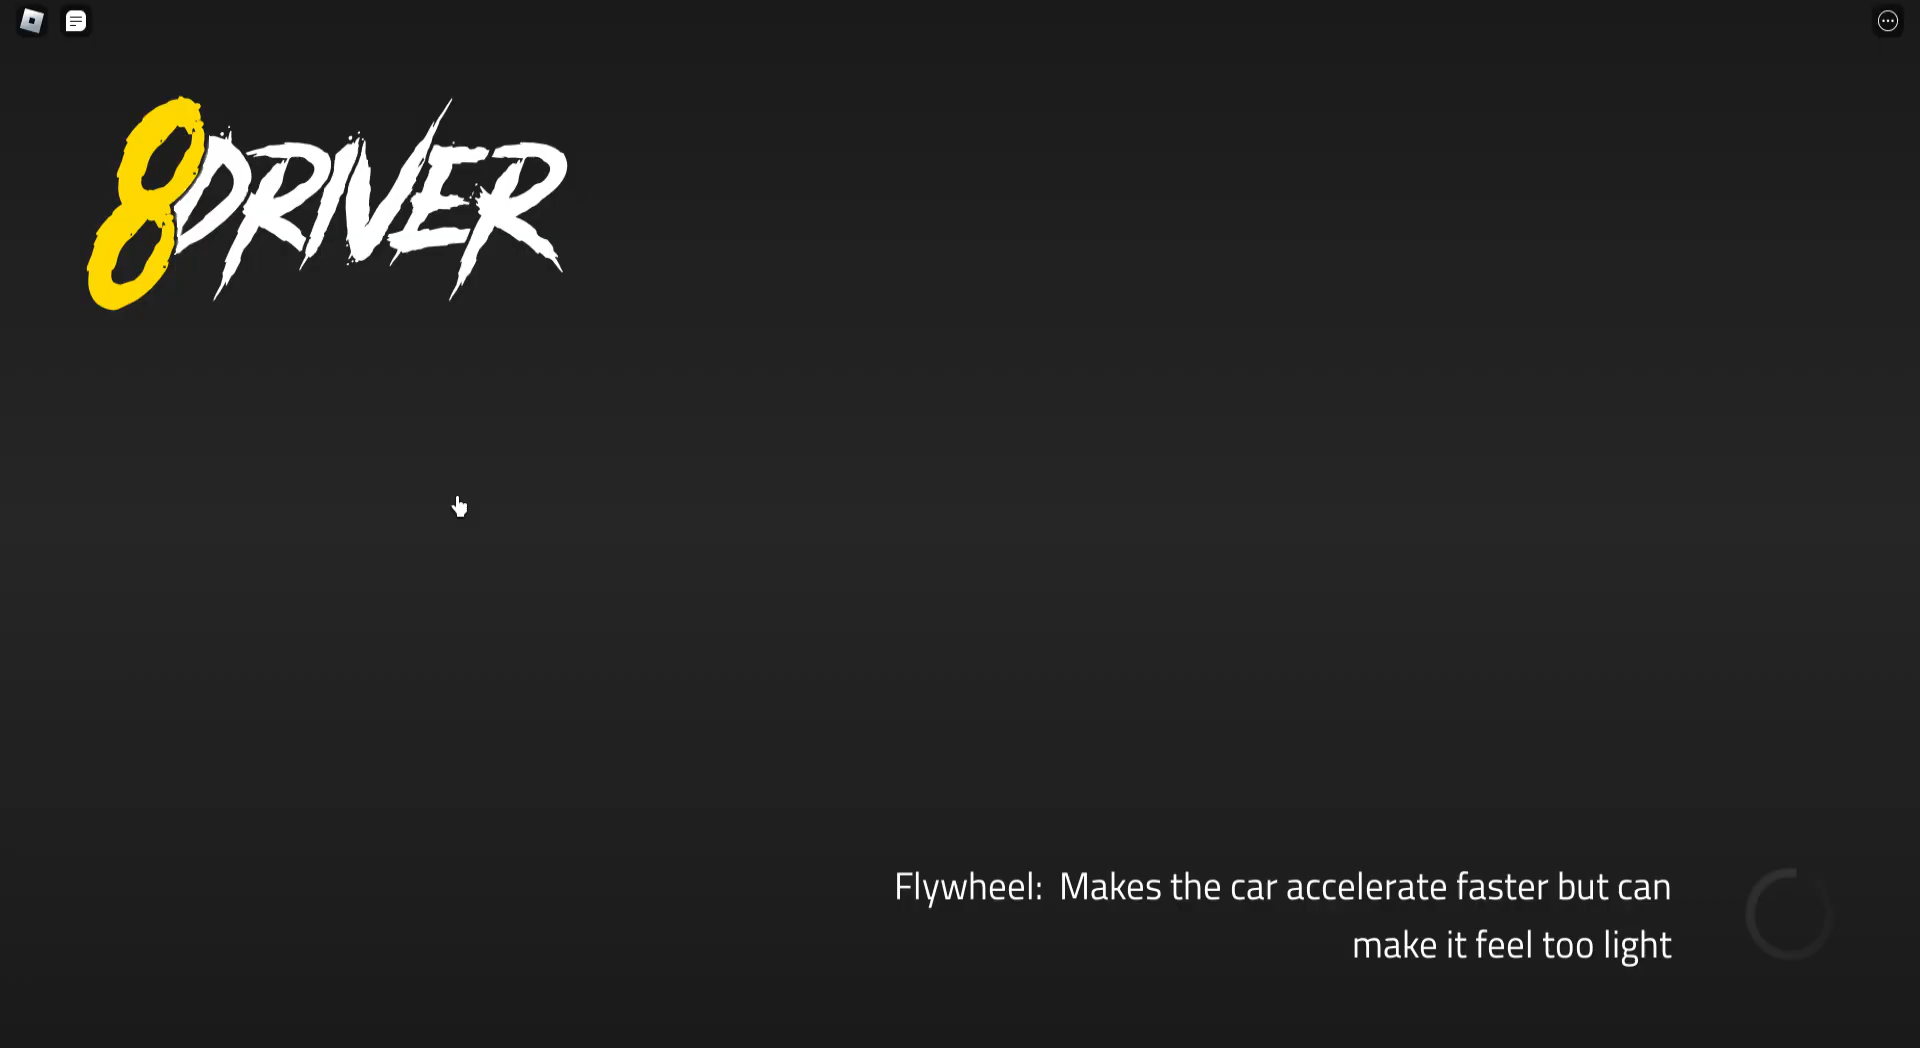 8DRIVER
Flywheel:  Makes the car accelerate faster but can
make it feel too light